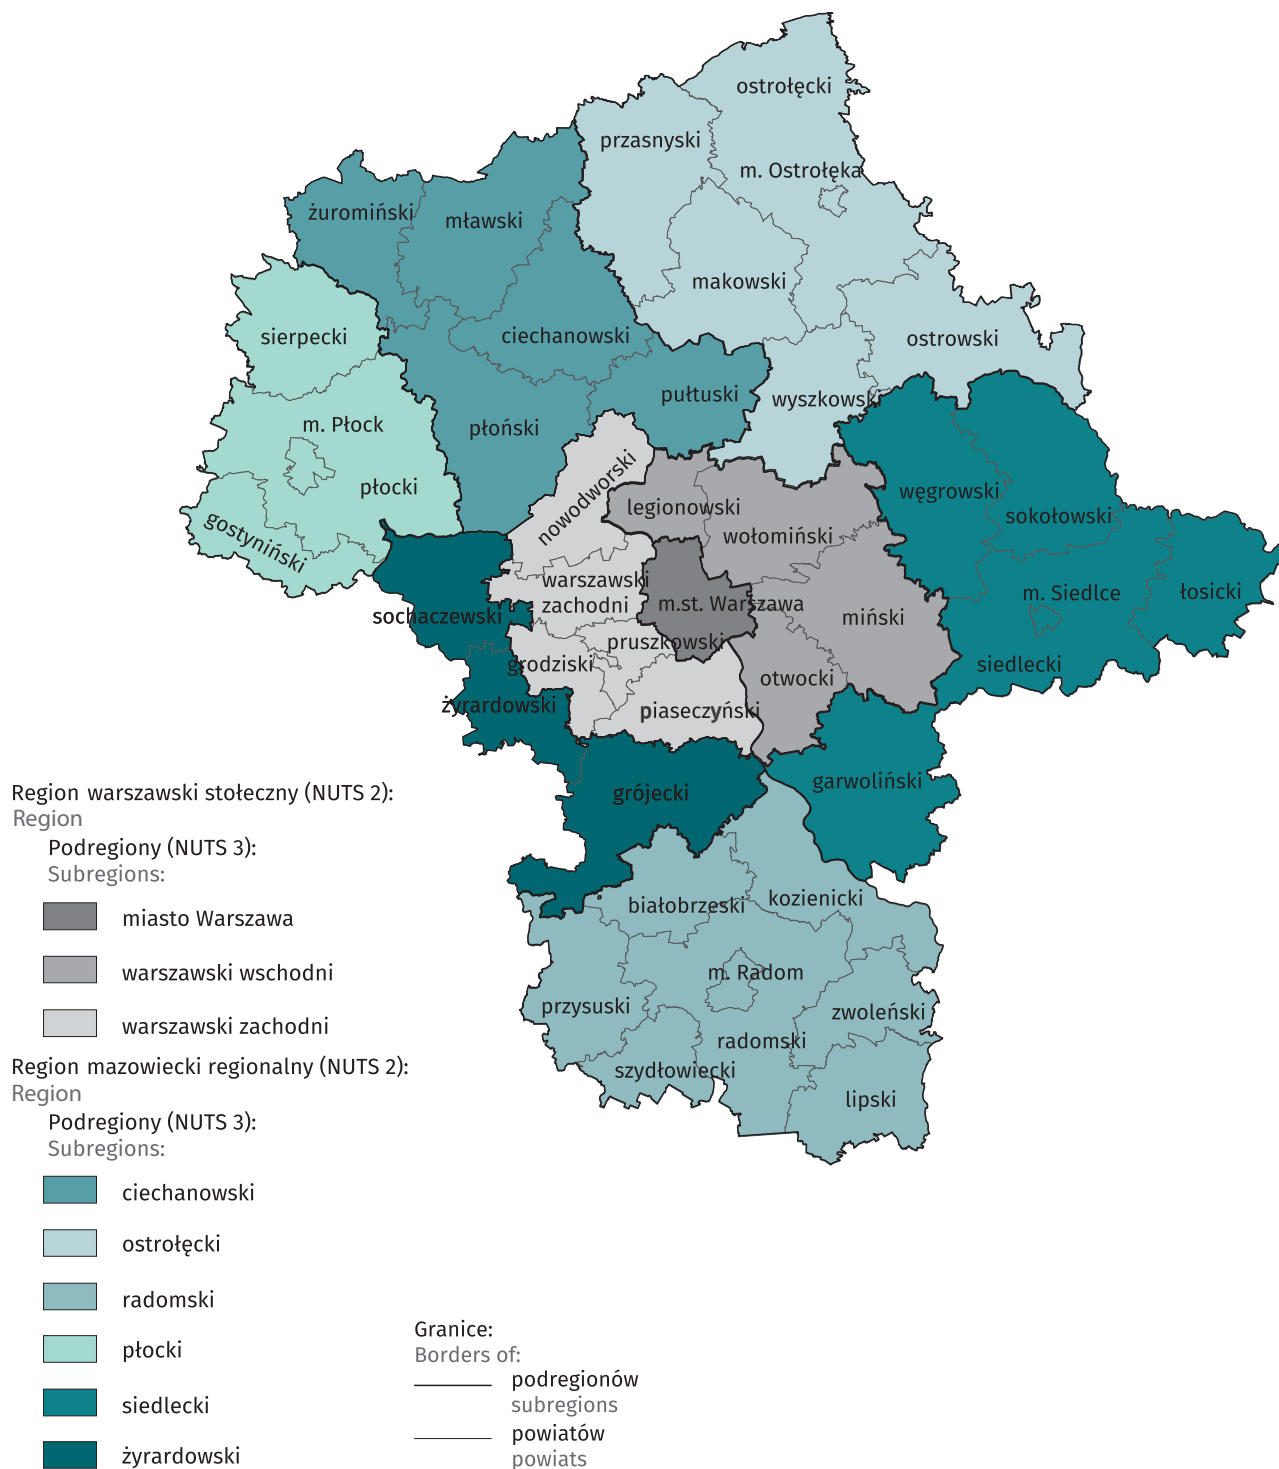 ostrołęcki
przasnyski
m. Ostrołęka
żuromiński
mławski
makowski
sierpecki
ciechanowski
ostrowski
pułtuski
wyszkowski
m. Płock
płoński
płocki
nowodworski
legionowski
węgrowski
sokołowski
gostyniński
wołomiński
warszawski
zachodni
m.st. Warszawa
m. Siedlce
łosicki
sochaczewski
miński
pruszkowski
grodziski
siedlecki
otwocki
żyrardowski
piaseczyński
garwoliński
grójecki
białobrzeski
kozienicki
m. Radom
przysuski
zwoleński
radomski
szydłowiecki
lipski
Region warszawski stołeczny (NUTS 2):
Region
Podregiony (NUTS 3):
Subregions:
miasto Warszawa
warszawski wschodni
warszawski zachodni
Region mazowiecki regionalny (NUTS 2):
Region
Podregiony (NUTS 3):
Subregions:
ciechanowski
ostrołęcki
radomski
płocki
siedlecki
żyrardowski
Granice:
Borders of:
podregionów
subregions
powiatów
powiats